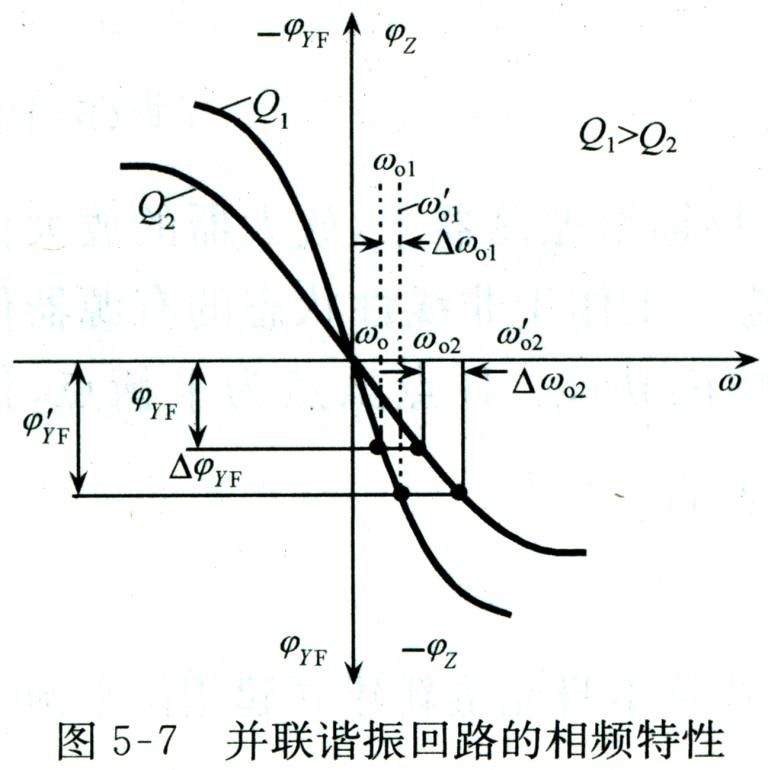 −φYF φZ
Q1
Q1>Q2
ωo1
Q2
ω′o1
Δωo1
ω′o ωo2 ω′o2
φYF
Δωo2 ω
φ′YF
ΔφYF
φYF −φZ
图 5-7 并联谐振回路的相频特性